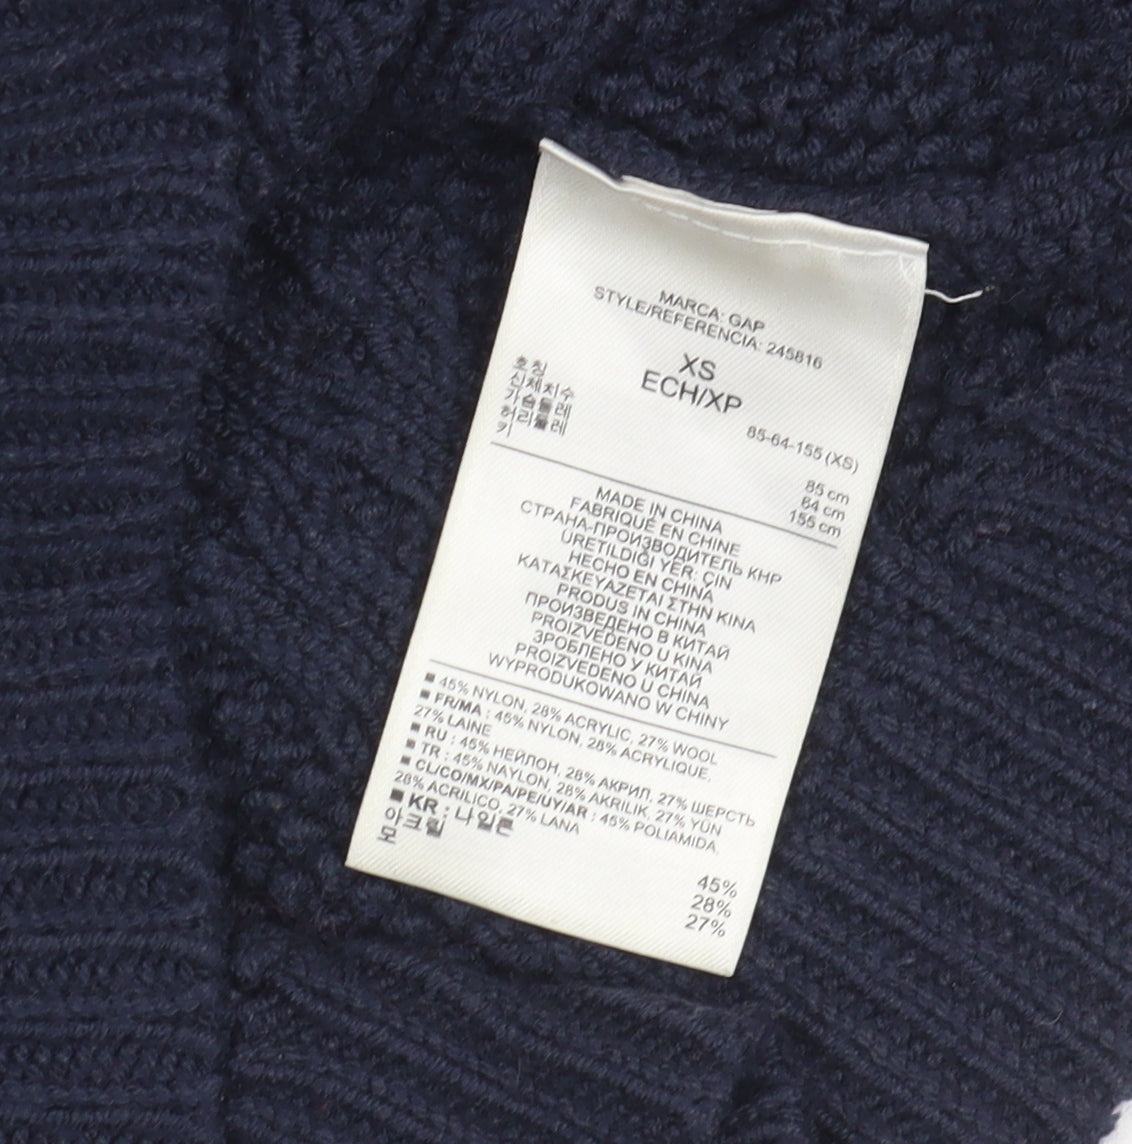 MARCA: GAP
STYLE/REFERENCIA: 245816
XS
ECH/XP
호칭 85-64-155 (XS)
신체치수
가슴둘레 85 cm
허리둘레 64 cm
키 155 cm
MADE IN CHINA
FABRIQUÉ EN CHINE
СТРАНА-ПРОИЗВОДИТЕЛЬ КНР
ÜRETILDIĞI YER: ÇIN
HECHO EN CHINA
ΚΑΤΑΣΚΕΥΑΖΕΤΑΙ ΣΤΗΝ ΚΙΝΑ
PRODUS IN CHINA
ПРОИЗВЕДЕНО В КИТАЙ
PROIZVEDENO U KINA
ЗРОБЛЕНО У КИТАЙ
PROIZVEDENO U CHINA
WYPRODUKOWANO W CHINY
■ 45% NYLON, 28% ACRYLIC, 27% WOOL
■ FR/MA : 45% NYLON, 28% ACRYLIQUE,
27% LAINE
■ RU : 45% НЕЙЛОН, 28% АКРИЛ, 27% ШЕРСТЬ
■ TR : 45% NAYLON, 28% AKRILIK, 27% YÜN
■ CL/CO/MX/PA/PE/UY/AR : 45% POLIAMIDA,
28% ACRILICO, 27% LANA
■ KR : 나일론 45%
아크릴 28%
모 27%